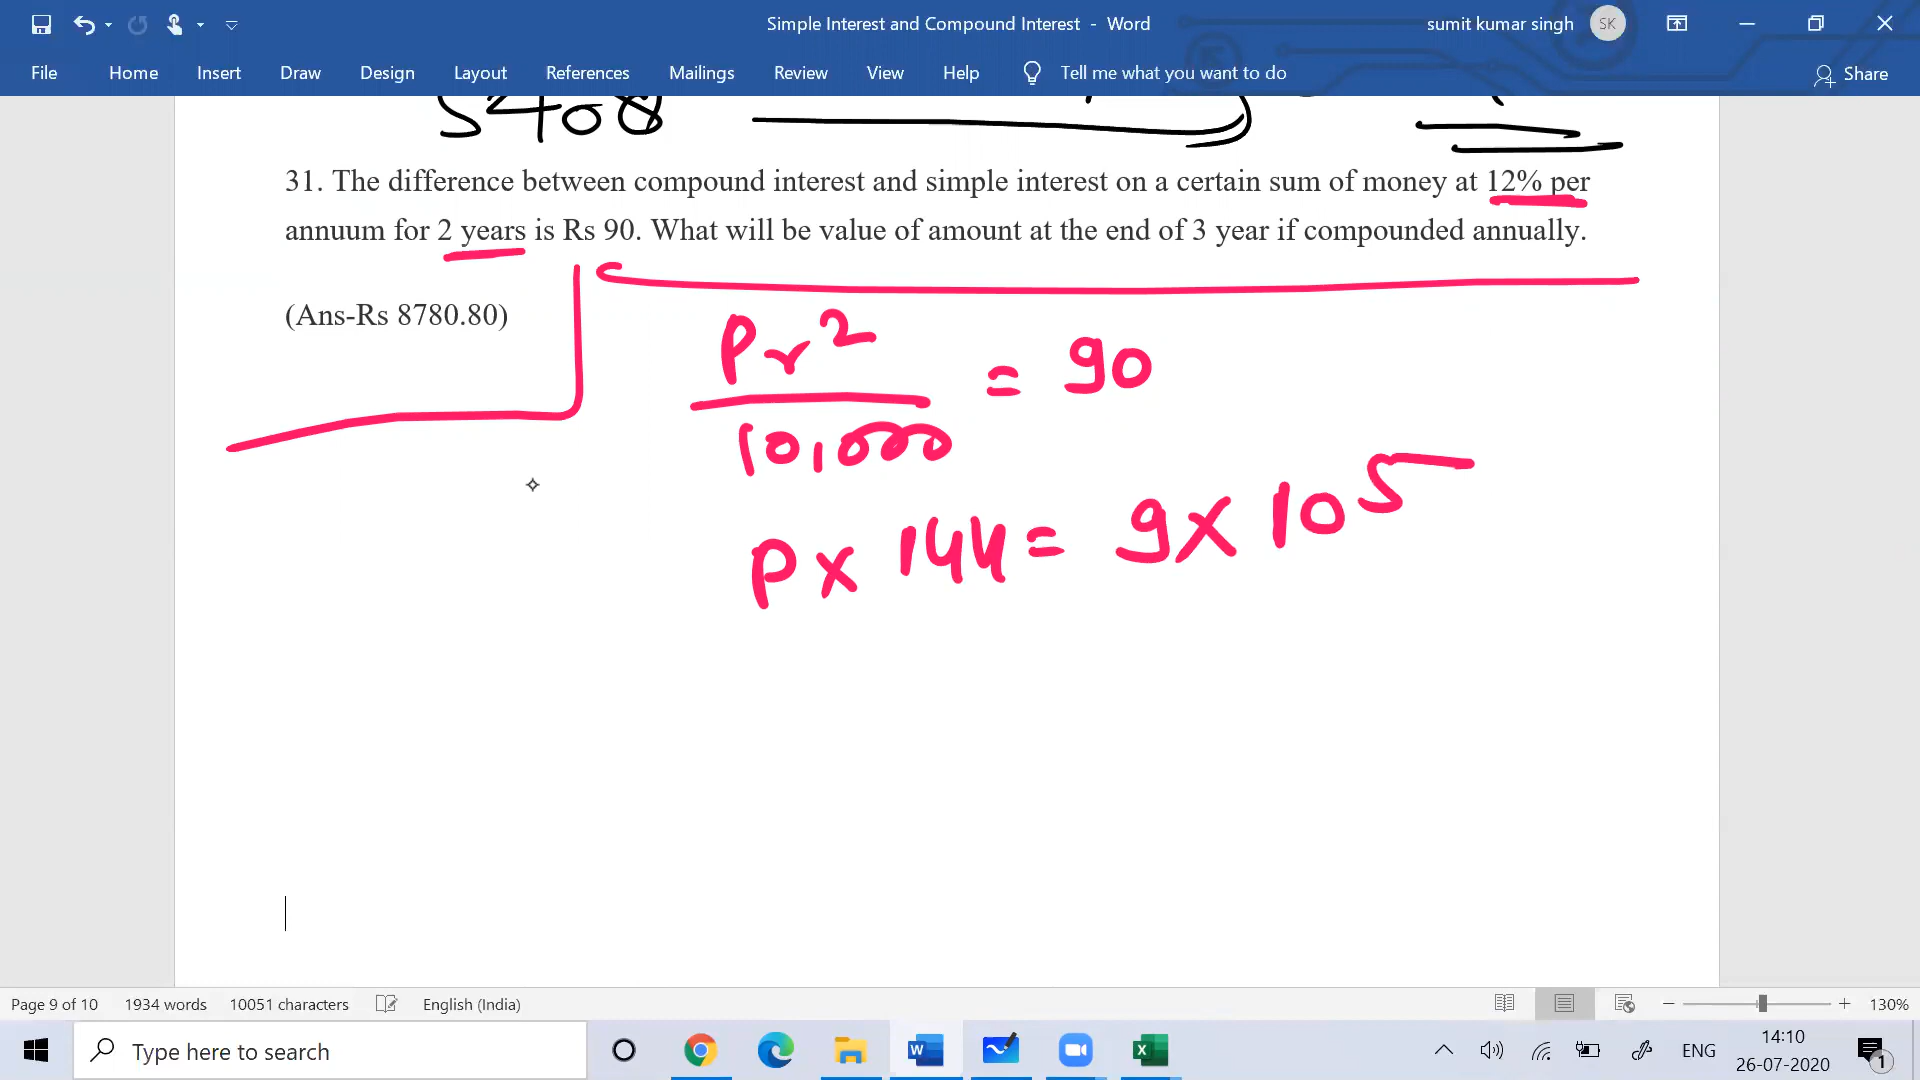 Simple Interest and Compound Interest - Word
sumit kumar singh SK
File Home Insert Draw Design Layout References Mailings Review View Help Tell me what you want to do Share
5408
31. The difference between compound interest and simple interest on a certain sum of money at 12% per
annuum for 2 years is Rs 90. What will be value of amount at the end of 3 year if compounded annually.
(Ans-Rs 8780.80)
Pr² = 90
10,000
P x 144 = 9 x 10⁵
Page 9 of 10 1934 words 10051 characters English (India) 130%
Type here to search
ENG
14:10
26-07-2020
1